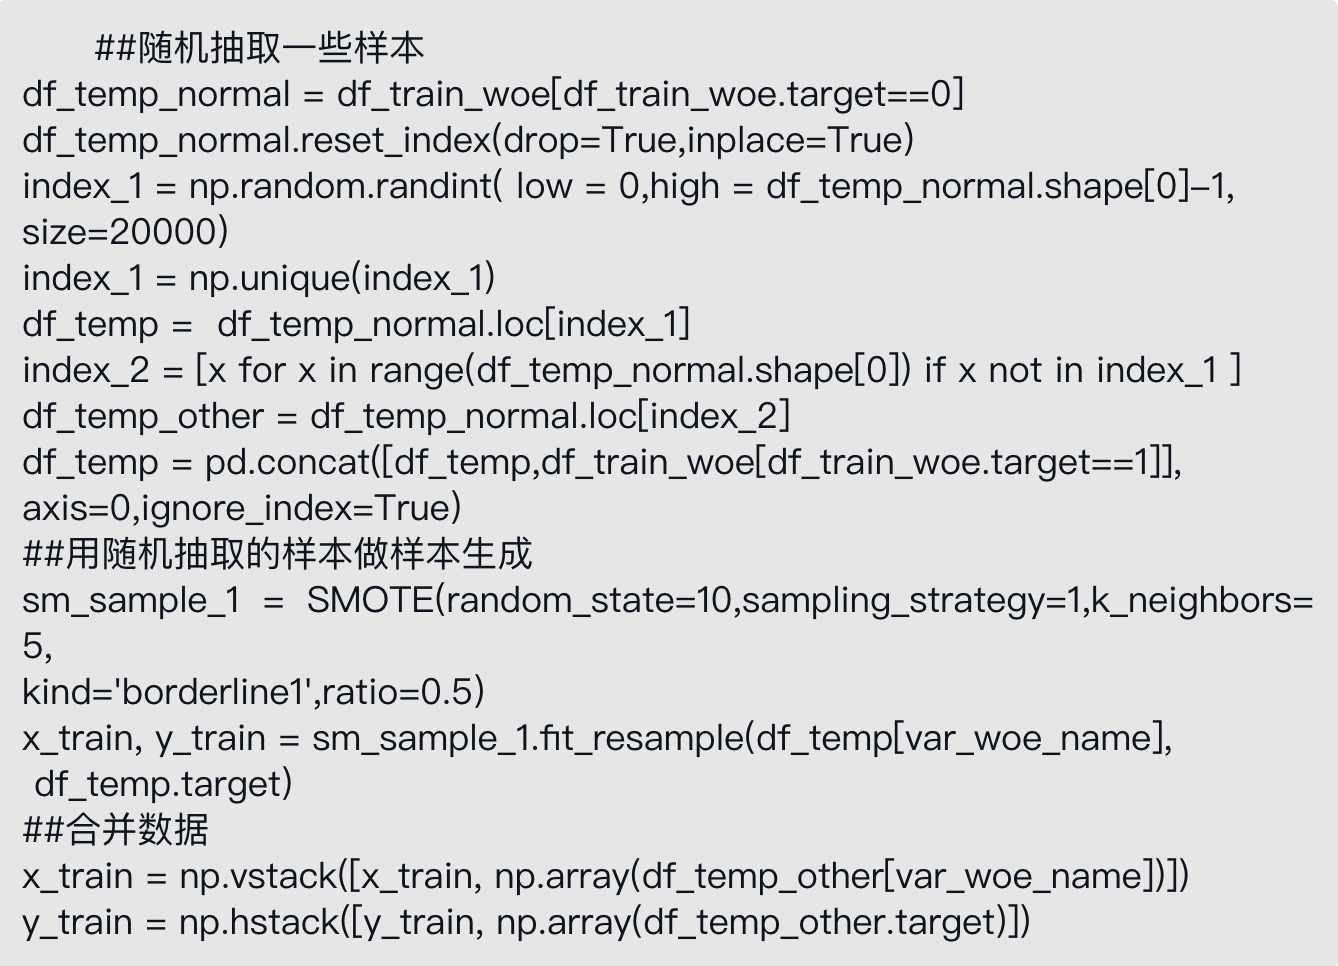 ##随机抽取一些样本
df_temp_normal = df_train_woe[df_train_woe.target==0]
df_temp_normal.reset_index(drop=True,inplace=True)
index_1 = np.random.randint( low = 0,high = df_temp_normal.shape[0]–1,
size=20000)
index_1 = np.unique(index_1)
df_temp =  df_temp_normal.loc[index_1]
index_2 = [x for x in range(df_temp_normal.shape[0]) if x not in index_1 ]
df_temp_other = df_temp_normal.loc[index_2]
df_temp = pd.concat([df_temp,df_train_woe[df_train_woe.target==1]],
axis=0,ignore_index=True)
##用随机抽取的样本做样本生成
sm_sample_1  =  SMOTE(random_state=10,sampling_strategy=1,k_neighbors=
5,
kind='borderline1',ratio=0.5)
x_train, y_train = sm_sample_1.fit_resample(df_temp[var_woe_name],
df_temp.target)
##合并数据
x_train = np.vstack([x_train, np.array(df_temp_other[var_woe_name])])
y_train = np.hstack([y_train, np.array(df_temp_other.target)])